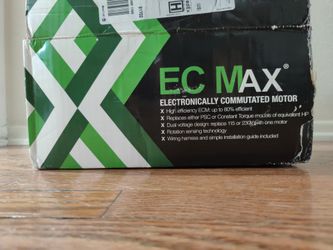 EC MAX®
ELECTRONICALLY COMMUTATED MOTOR
X High efficiency ECM: up to 80% efficient
X Replaces either PSC or Constant Torque models of equivalent HP
X Dual voltage design: replace 115 or 230V with one motor
X Rotation sensing technology
X Wiring harness and simple installation guide included